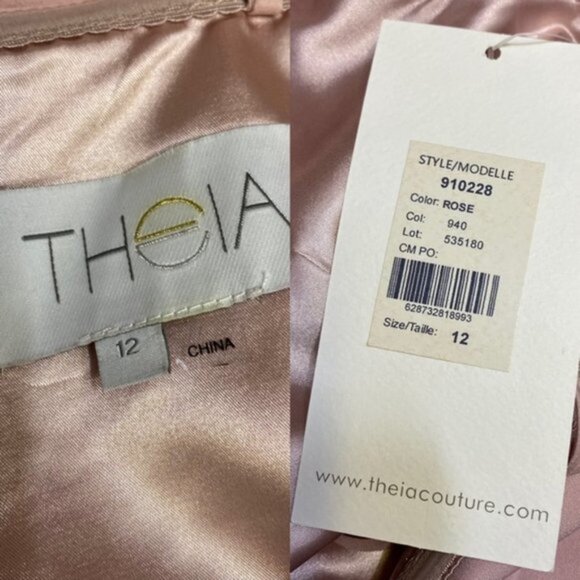 THEIA
12
CHINA
STYLE/MODELLE
910228
Color: ROSE
Col: 940
Lot: 535180
CM PO:
628732818993
Size/Taille: 12
www.theiacouture.com